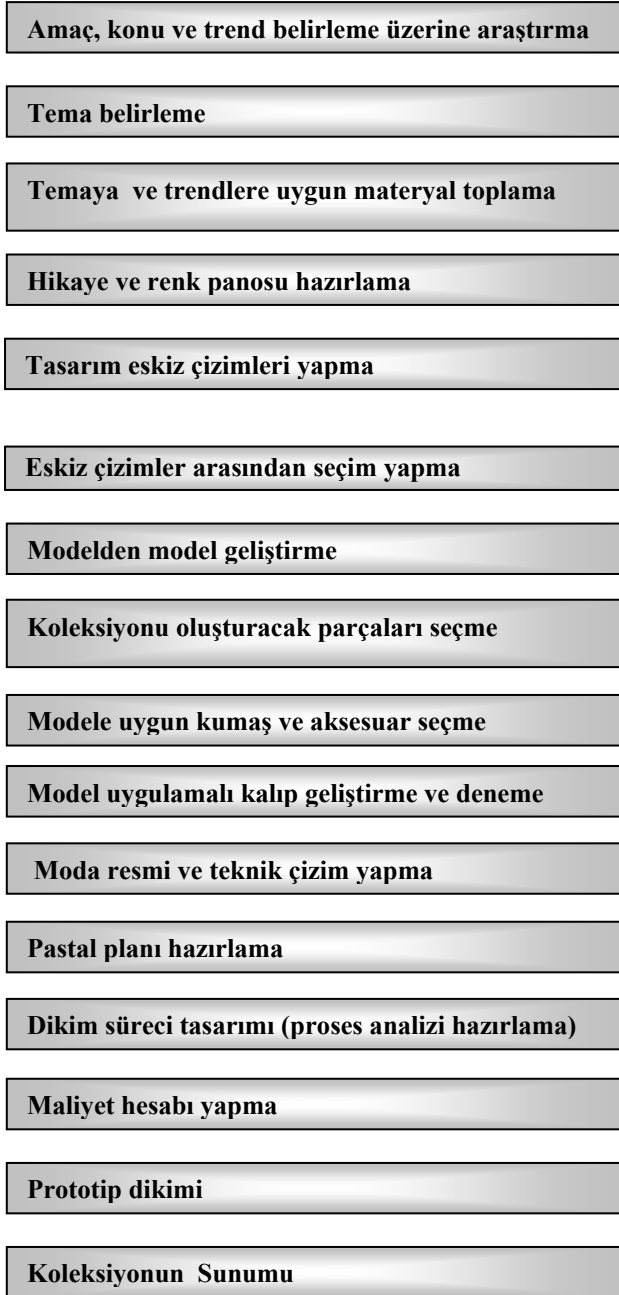 Amaç, konu ve trend belirleme üzerine araştırma
Tema belirleme
Temaya ve trendlere uygun materyal toplama
Hikaye ve renk panosu hazırlama
Tasarım eskiz çizimleri yapma
Eskiz çizimler arasından seçim yapma
Modelden model geliştirme
Koleksiyonu oluşturacak parçaları seçme
Modele uygun kumaş ve aksesuar seçme
Model uygulamalı kalıp geliştirme ve deneme
Moda resmi ve teknik çizim yapma
Pastal planı hazırlama
Dikim süreci tasarımı (proses analizi hazırlama)
Maliyet hesabı yapma
Prototip dikimi
Koleksiyonun Sunumu